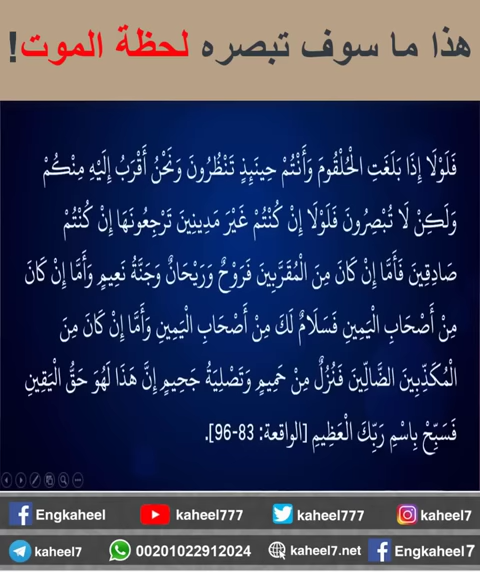 هذا ما سوف تبصره لحظة الموت!
فَلَوْلَا إِذَا بَلَغَتِ الْحُلْقُومَ وَأَنْتُمْ حِينَئِذٍ تَنْظُرُونَ وَنَحْنُ أَقْرَبُ إِلَيْهِ مِنْكُمْ
وَلَكِنْ لَا تُبْصِرُونَ فَلَوْلَا إِنْ كُنْتُمْ غَيْرَ مَدِينِينَ تَرْجِعُونَهَا إِنْ كُنْتُمْ
صَادِقِينَ فَأَمَّا إِنْ كَانَ مِنَ الْمُقَرَّبِينَ فَرَوْحٌ وَرَيْحَانٌ وَجَنَّةُ نَعِيمٍ وَأَمَّا إِنْ كَانَ
مِنْ أَصْحَابِ الْيَمِينِ فَسَلَامٌ لَكَ مِنْ أَصْحَابِ الْيَمِينِ وَأَمَّا إِنْ كَانَ مِنَ
الْمُكَذِّبِينَ الضَّالِّينَ فَنُزُلٌ مِنْ حَمِيمٍ وَتَصْلِيَةُ جَحِيمٍ إِنَّ هَذَا لَهُوَ حَقُّ الْيَقِينِ
فَسَبِّحْ بِاسْمِ رَبِّكَ الْعَظِيمِ [الواقعة: 83-96].
Engkaheel kaheel777 kaheel777 kaheel7
kaheel7 00201022912024 kaheel7.net Engkaheel7